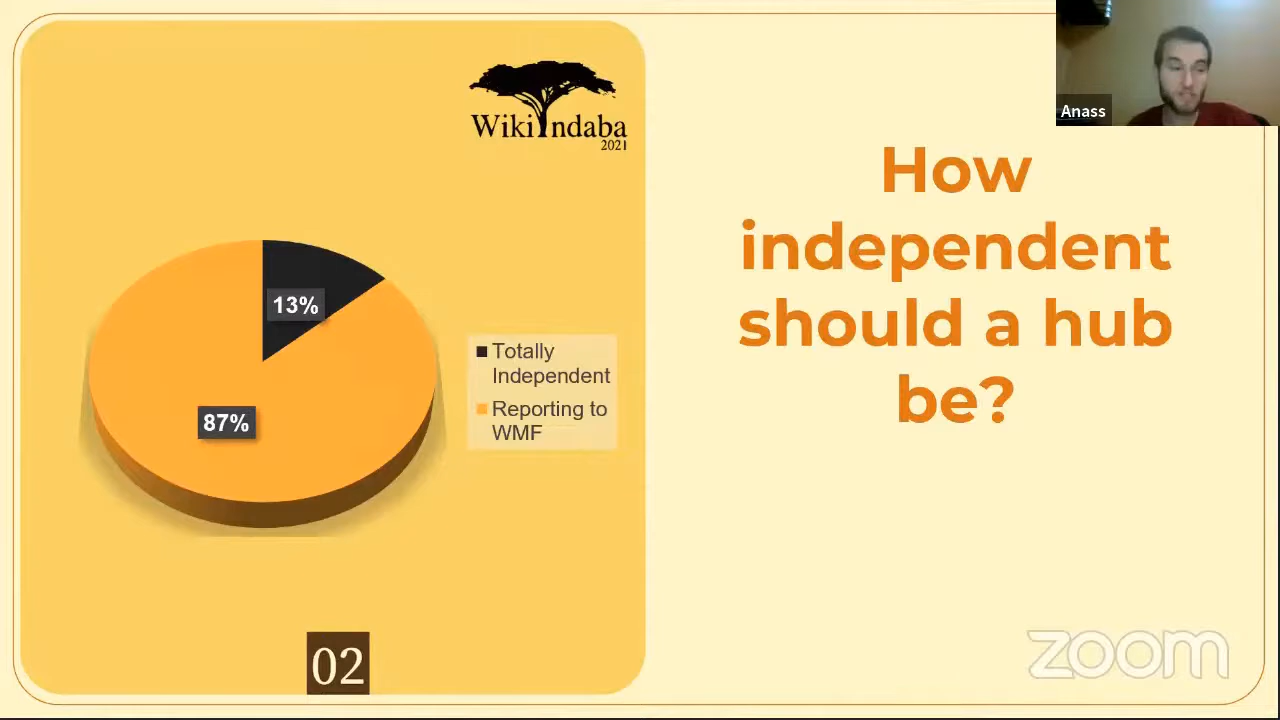 WikiIndaba
2021
13%
87%
Totally
Independent
Reporting to
WMF
02
Anass
How
independent
should a hub
be?
zoom